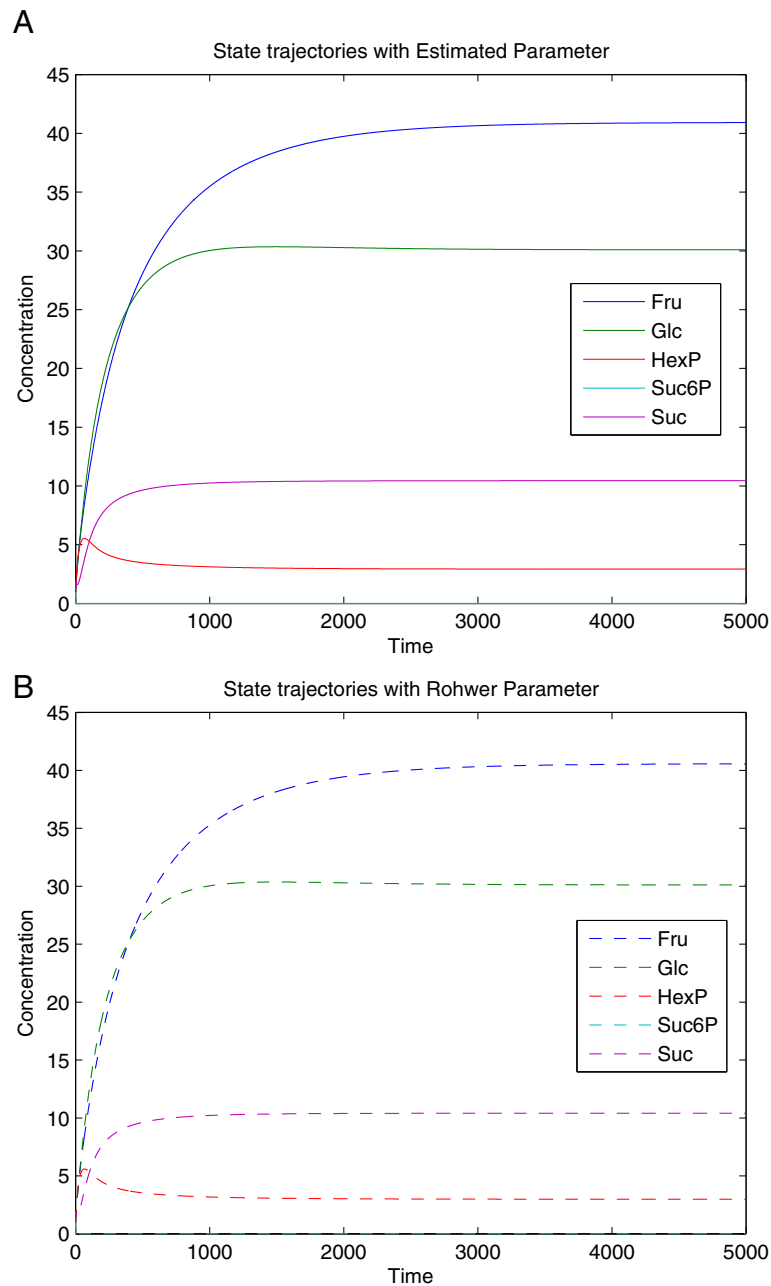 A
State trajectories with Estimated Parameter
45
40
35
30
25
20
15
10
5
0
Concentration
Fru
Glc
HexP
Suc6P
Suc
0 1000 2000 3000 4000 5000
Time
B
State trajectories with Rohwer Parameter
45
40
35
30
25
20
15
10
5
0
Concentration
Fru
Glc
HexP
Suc6P
Suc
0 1000 2000 3000 4000 5000
Time